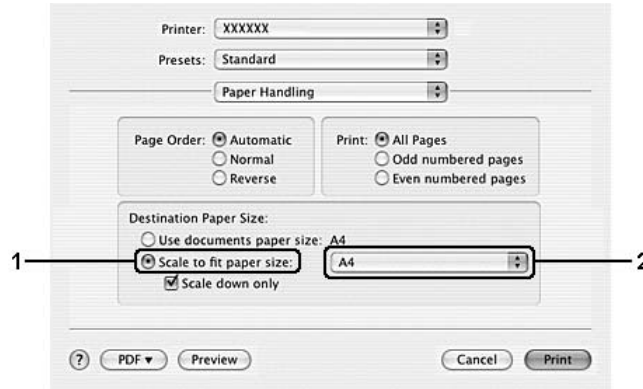 Printer: XXXXXX
Presets: Standard
Paper Handling
Page Order: Automatic Print: All Pages
Normal Odd numbered pages
Reverse Even numbered pages
Destination Paper Size:
Use documents paper size: A4
1 Scale to fit paper size: A4 2
Scale down only
? PDF ▼ Preview Cancel Print